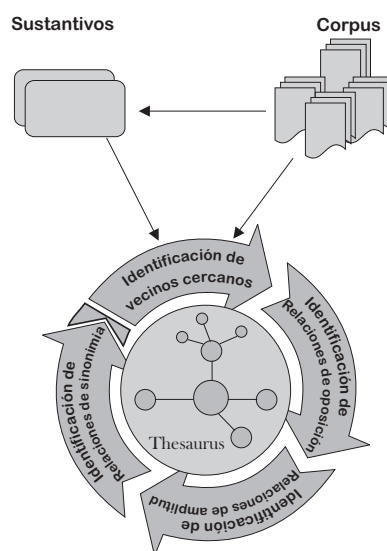 Sustantivos
Corpus
Identificación de
vecinos cercanos
Identificación de
Relaciones de oposición
Identificación de
Relaciones de amplitud
Identificación de
Relaciones de sinonimia
Thesaurus